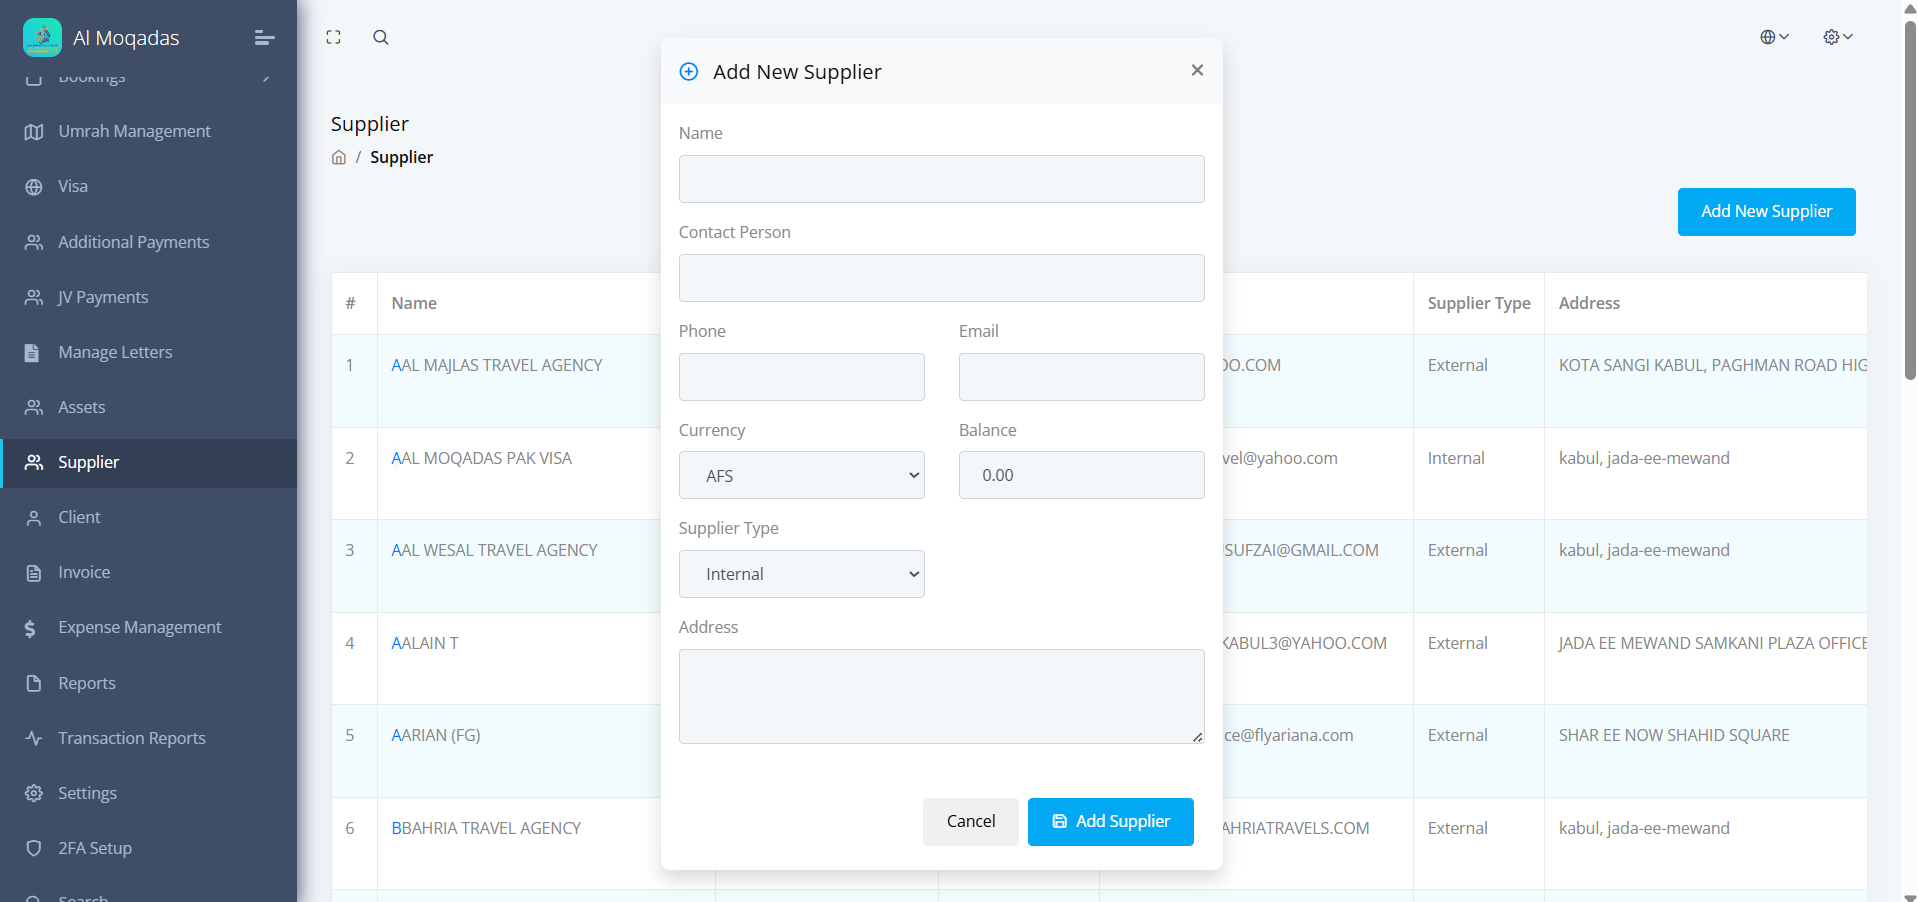 Al Moqadas
Bookings
Umrah Management
Visa
Additional Payments
JV Payments
Manage Letters
Assets
Supplier
Client
Invoice
Expense Management
Reports
Transaction Reports
Settings
2FA Setup
Search
Supplier
/ Supplier
Add New Supplier
# Name Supplier Type Address
1 AAL MAJLAS TRAVEL AGENCY OO.COM External KOTA SANGI KABUL, PAGHMAN ROAD HIG
2 AAL MOQADAS PAK VISA vel@yahoo.com Internal kabul, jada-ee-mewand
3 AAL WESAL TRAVEL AGENCY SUFZAI@GMAIL.COM External kabul, jada-ee-mewand
4 AALAIN T KABUL3@YAHOO.COM External JADA EE MEWAND SAMKANI PLAZA OFFICE
5 AARIAN (FG) ce@flyariana.com External SHAR EE NOW SHAHID SQUARE
6 BBAHRIA TRAVEL AGENCY AHRIATRAVELS.COM External kabul, jada-ee-mewand
Add New Supplier ×
Name
Contact Person
Phone Email
Currency Balance
AFS 0.00
Supplier Type
Internal
Address
Cancel Add Supplier